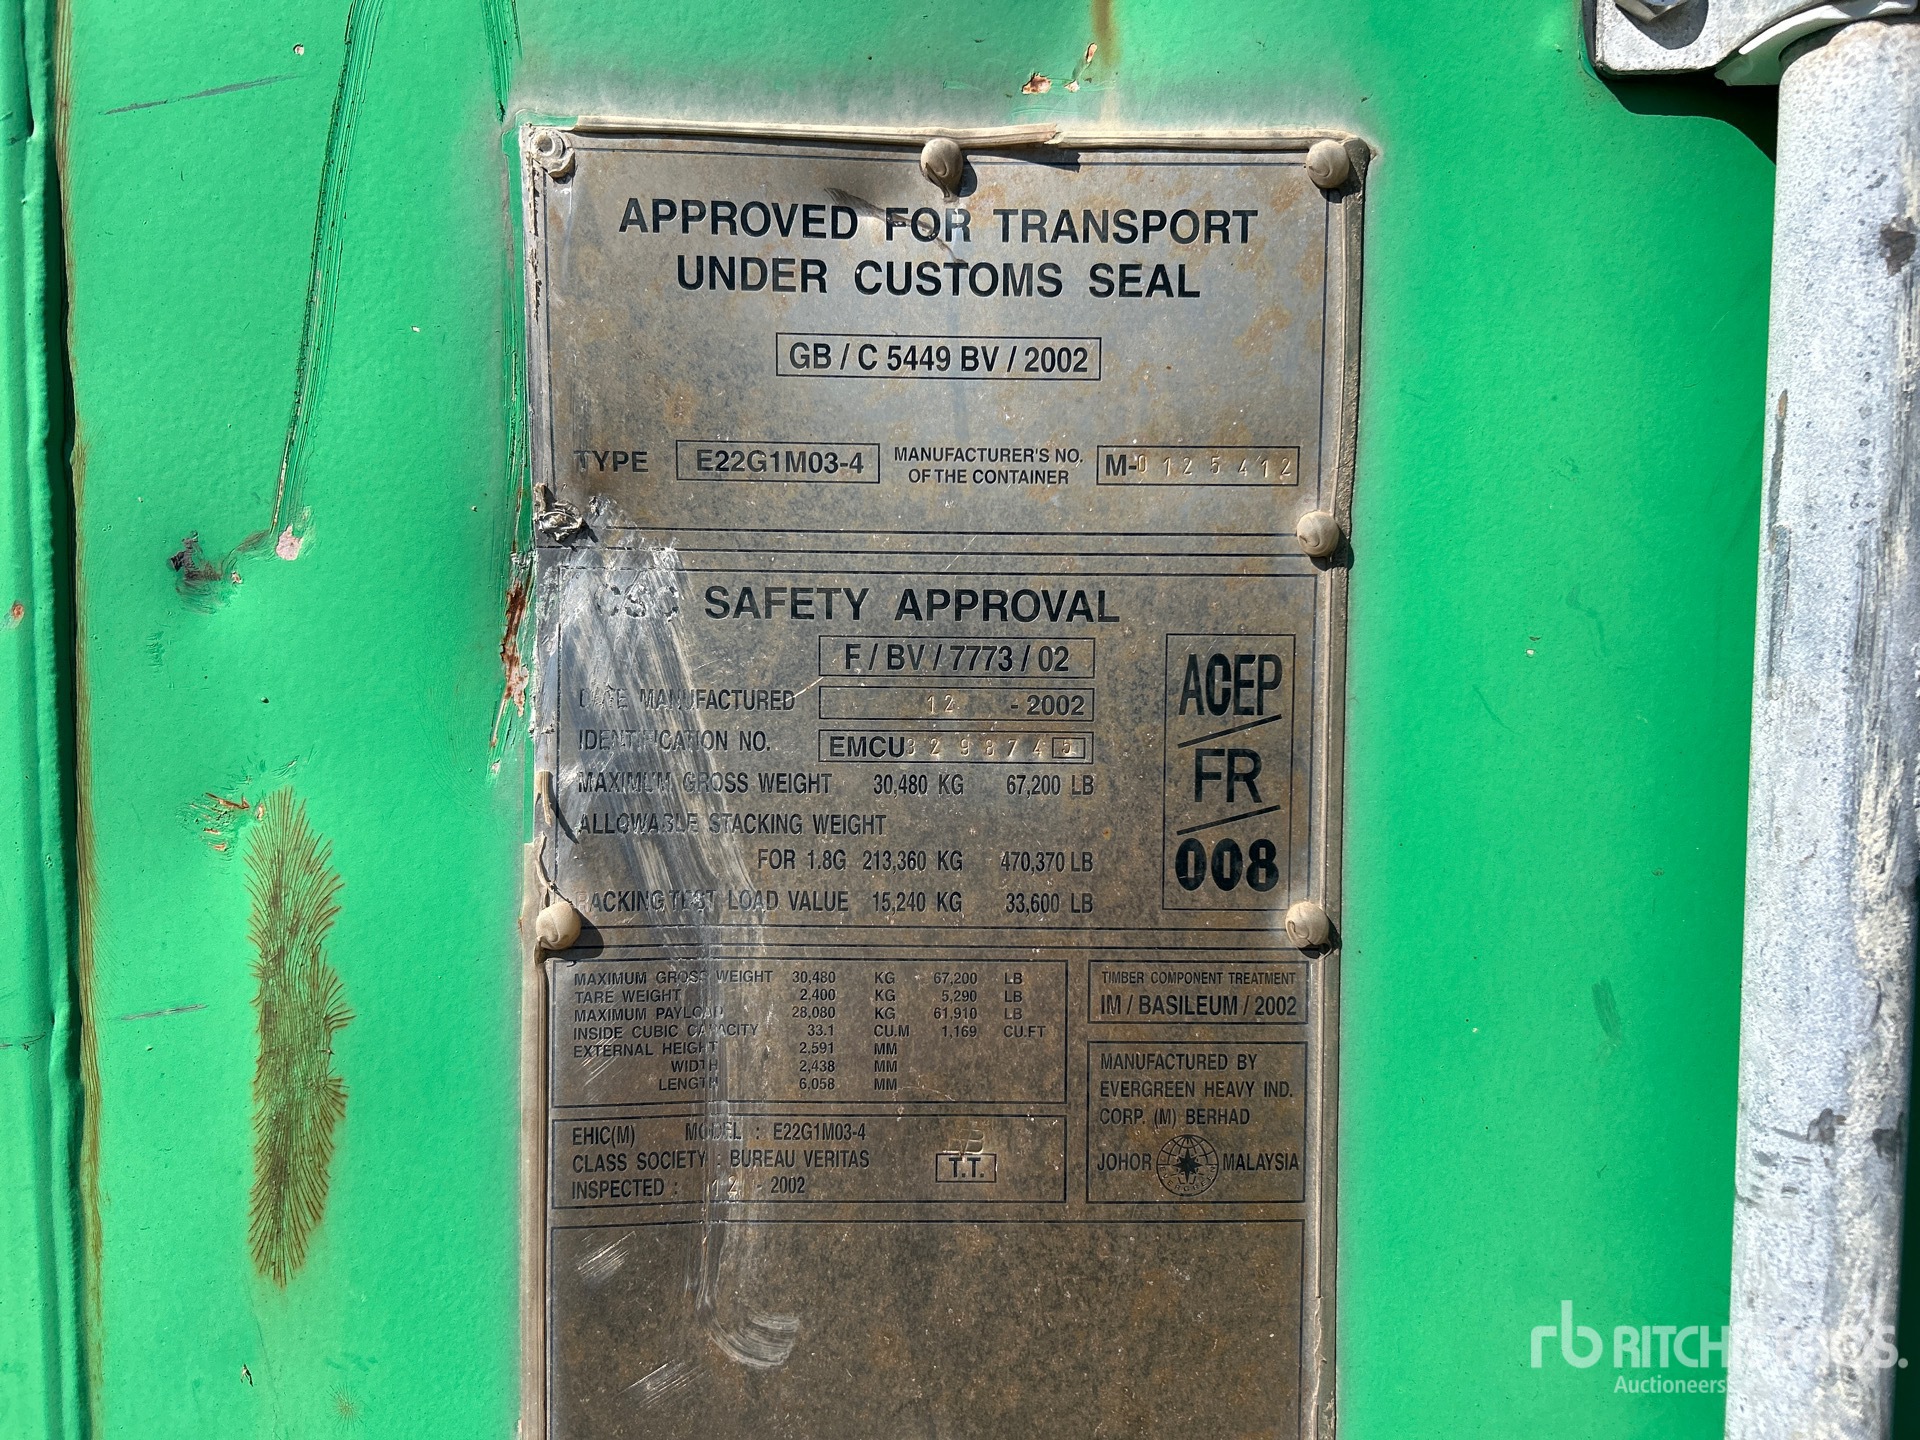 APPROVED FOR TRANSPORT
UNDER CUSTOMS SEAL
GB / C 5449 BV / 2002
TYPE E22G1M03-4 MANUFACTURER'S NO. OF THE CONTAINER M-0125412
CSC SAFETY APPROVAL
F / BV / 7773 / 02
DATE MANUFACTURED 12 - 2002
IDENTIFICATION NO. EMCU 329874 5
MAXIMUM GROSS WEIGHT 30,480 KG 67,200 LB
ALLOWABLE STACKING WEIGHT
FOR 1.8G 213,360 KG 470,370 LB
RACKING TEST LOAD VALUE 15,240 KG 33,600 LB
ACEP
FR
008
MAXIMUM GROSS WEIGHT 30,480 KG 67,200 LB
TARE WEIGHT 2,400 KG 5,290 LB
MAXIMUM PAYLOAD 28,080 KG 61,910 LB
INSIDE CUBIC CAPACITY 33.1 CU.M 1,169 CU.FT
EXTERNAL HEIGHT 2,591 MM
WIDTH 2,438 MM
LENGTH 6,058 MM
TIMBER COMPONENT TREATMENT
IM / BASILEUM / 2002
MANUFACTURED BY
EVERGREEN HEAVY IND.
CORP. (M) BERHAD
JOHOR MALAYSIA
EHIC(M) MODEL : E22G1M03-4
CLASS SOCIETY : BUREAU VERITAS
INSPECTED : 12 - 2002
T.T.
rb RITCHIE BROS.
Auctioneers